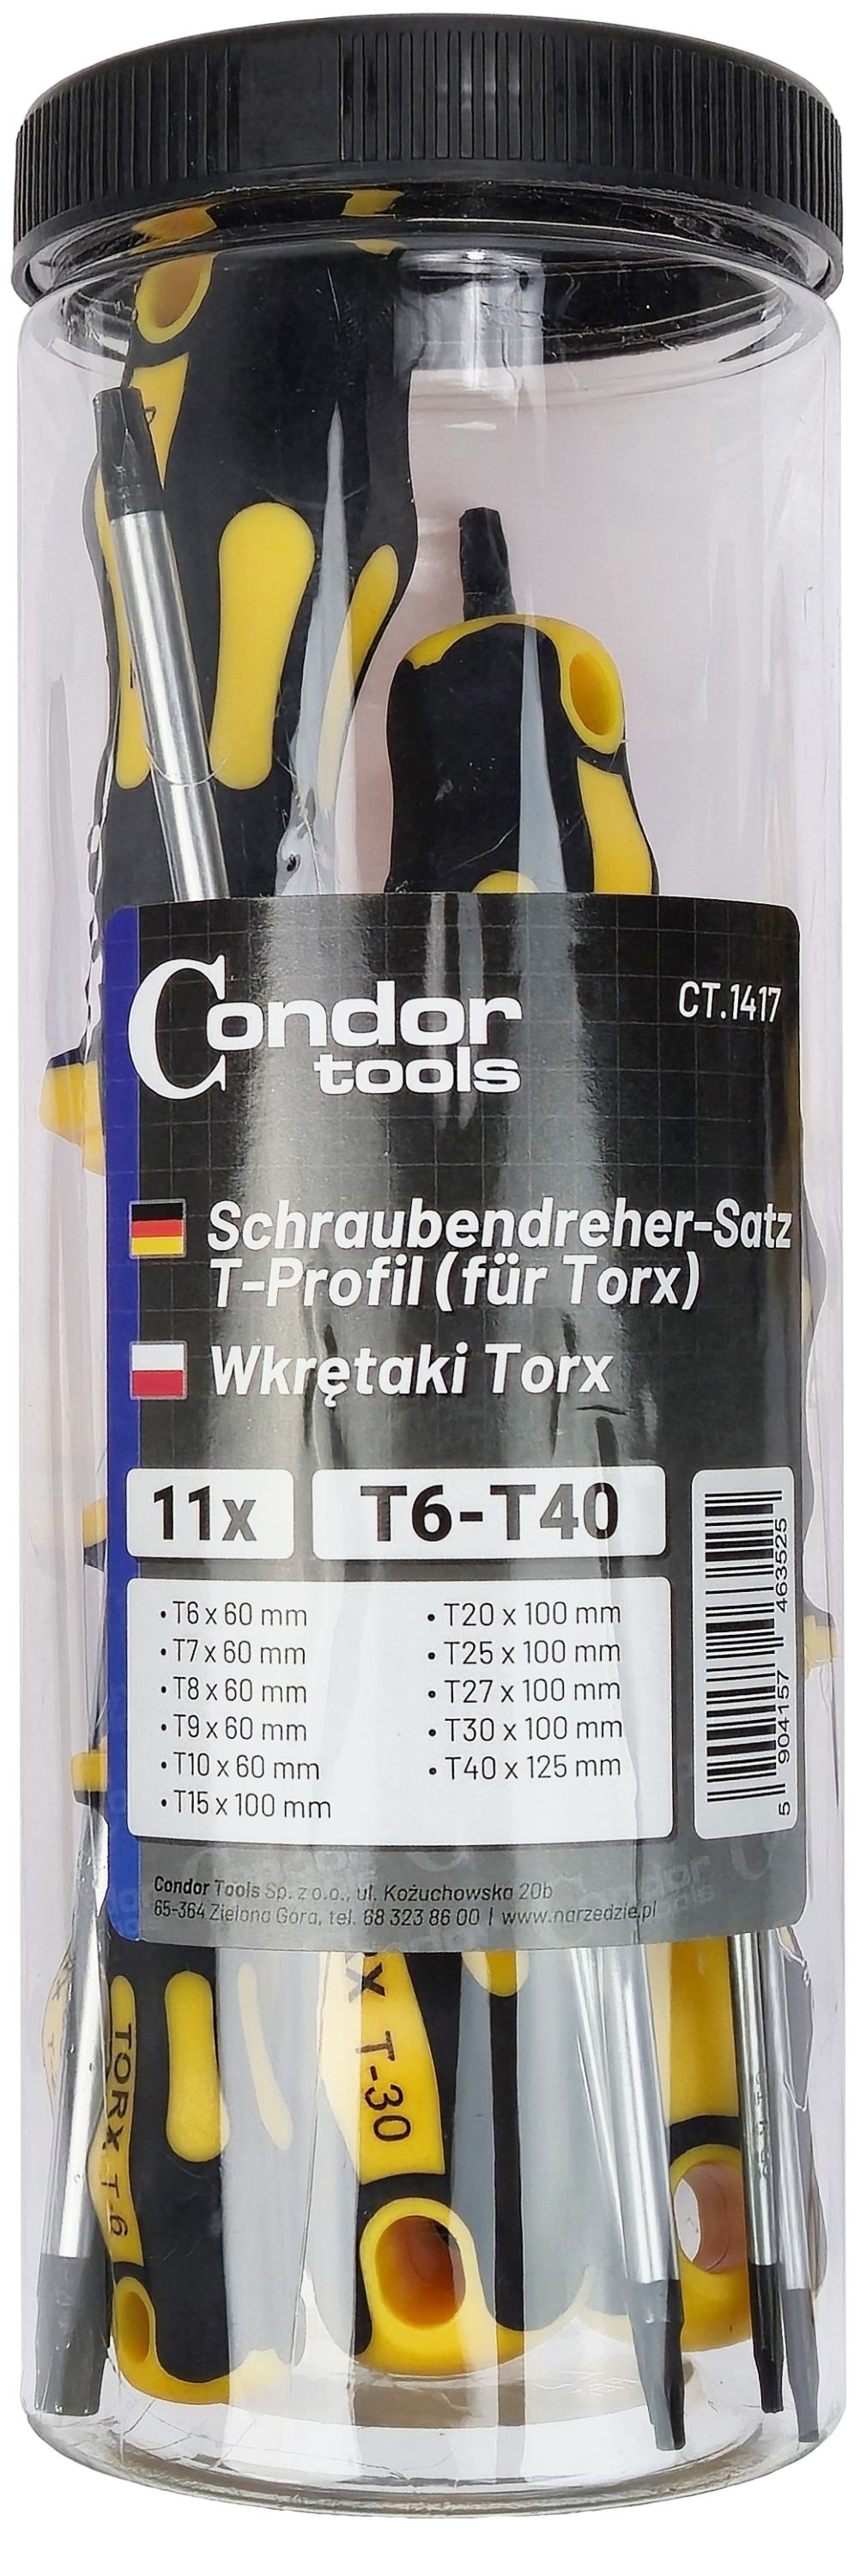 Condor
tools
CT.1417
Schraubendreher-Satz
T-Profil (für Torx)
Wkrętaki Torx
11x
T6-T40
• T6 x 60 mm
• T7 x 60 mm
• T8 x 60 mm
• T9 x 60 mm
• T10 x 60 mm
• T15 x 100 mm
• T20 x 100 mm
• T25 x 100 mm
• T27 x 100 mm
• T30 x 100 mm
• T40 x 125 mm
5 904157 463525
Condor Tools Sp. z o.o., ul. Kożuchowska 20b
65-364 Zielona Góra, tel. 68 323 86 00 | www.narzedzie.pl
TORX T-6
T-30